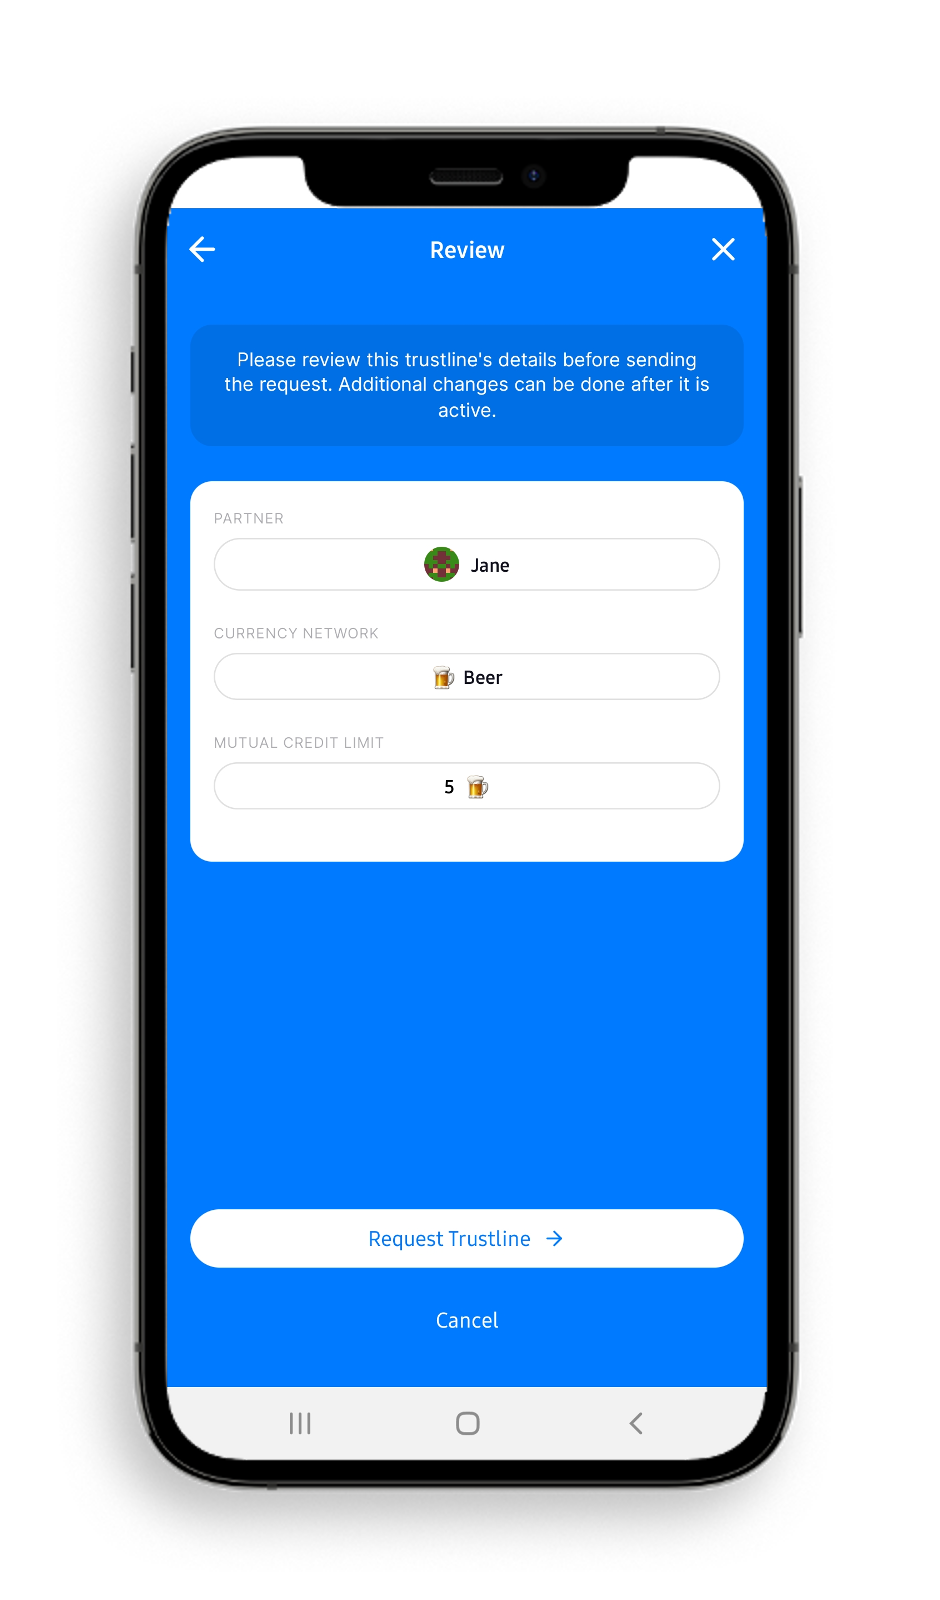 Review
Please review this trustline's details before sending
the request. Additional changes can be done after it is
active.
PARTNER
Jane
CURRENCY NETWORK
Beer
MUTUAL CREDIT LIMIT
5
Request Trustline
Cancel